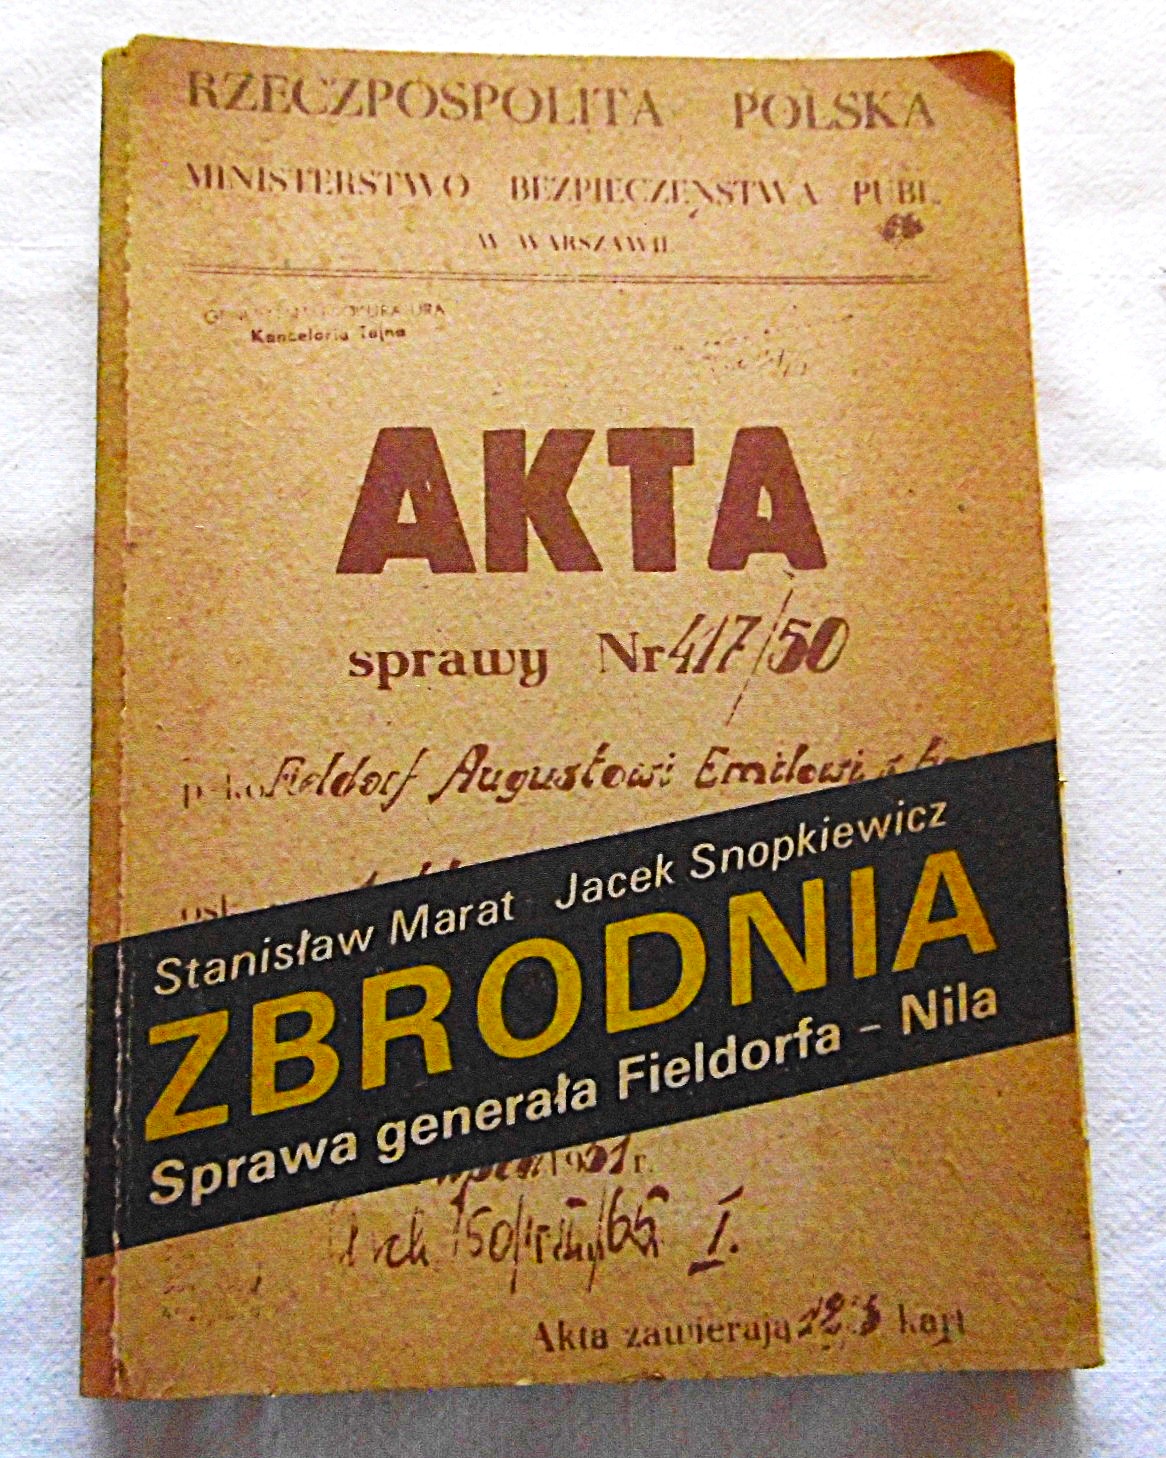 RZECZPOSPOLITA POLSKA
MINISTERSTWO BEZPIECZEŃSTWA PUBL.
W WARSZAWIE
Kancelaria Tajna
AKTA
sprawy Nr 417/50
p-ko Fieldorf Augustowi Emilowi
Stanisław Marat Jacek Snopkiewicz
ZBRODNIA
Sprawa generała Fieldorfa – Nila
Akta zawierają kart